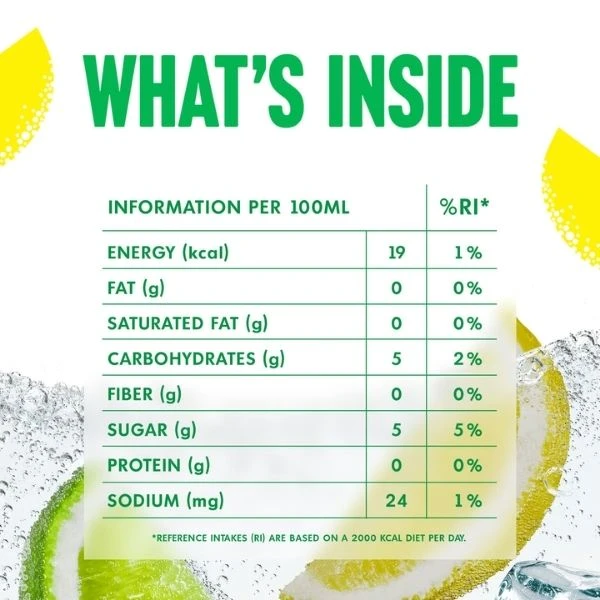 WHAT'S INSIDE
INFORMATION PER 100ML %RI*
ENERGY (kcal) 19 1%
FAT (g) 0 0%
SATURATED FAT (g) 0 0%
CARBOHYDRATES (g) 5 2%
FIBER (g) 0 0%
SUGAR (g) 5 5%
PROTEIN (g) 0 0%
SODIUM (mg) 24 1%
*REFERENCE INTAKES (RI) ARE BASED ON A 2000 KCAL DIET PER DAY.